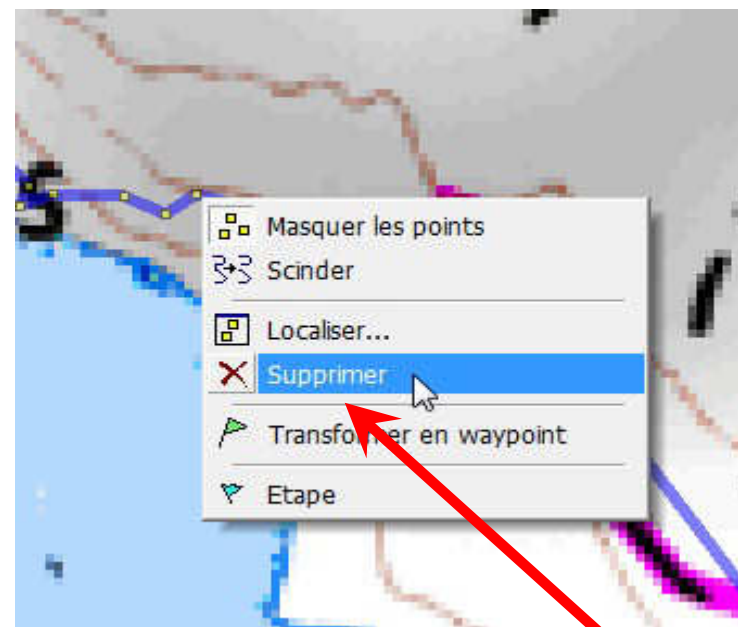 Masquer les points
Scinder
Localiser...
Supprimer
Transformer en waypoint
Etape